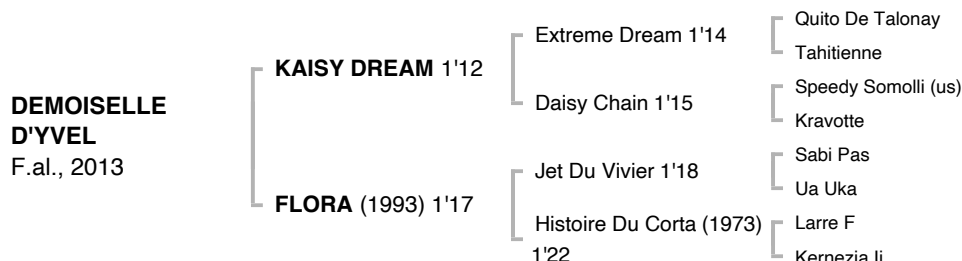 DEMOISELLE
D'YVEL
F.al., 2013
KAISY DREAM 1'12
FLORA (1993) 1'17
Extreme Dream 1'14
Daisy Chain 1'15
Jet Du Vivier 1'18
Histoire Du Corta (1973)
1'22
Quito De Talonay
Tahitienne
Speedy Somolli (us)
Kravotte
Sabi Pas
Ua Uka
Larre F
Kernezia Ii